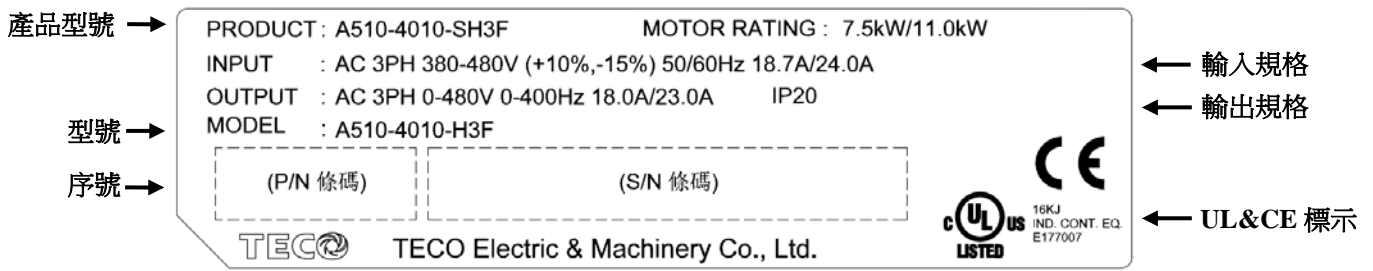 產品型號
PRODUCT : A510-4010-SH3F MOTOR RATING : 7.5kW/11.0kW
INPUT : AC 3PH 380-480V (+10%,-15%) 50/60Hz 18.7A/24.0A
輸入規格
OUTPUT : AC 3PH 0-480V 0-400Hz 18.0A/23.0A IP20
輸出規格
型號
MODEL : A510-4010-H3F
序號
(P/N 條碼)
(S/N 條碼)
CE
C UL US
LISTED
16KJ
IND. CONT. EQ.
E177007
UL&CE 標示
TECO
TECO Electric & Machinery Co., Ltd.